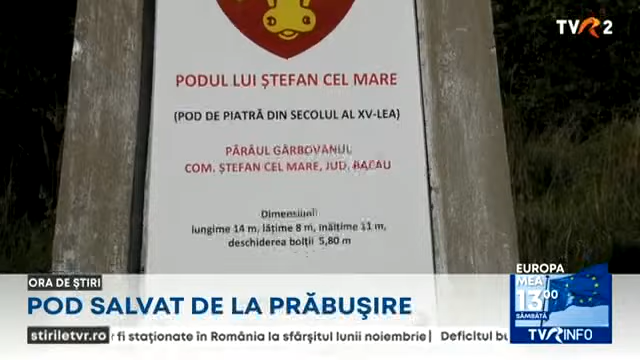 TVR2
PODUL LUI ȘTEFAN CEL MARE
(POD DE PIATRĂ DIN SECOLUL AL XV-LEA)
PÂRÂUL GÂRBOVANUL
COM. ȘTEFAN CEL MARE, JUD. BACAU
Dimensiuni:
lungime 14 m, lățime 8 m, înălțime 11 m,
deschiderea bolții 5,80 m
ORA DE ȘTIRI
POD SALVAT DE LA PRĂBUȘIRE
EUROPA
MEA
13:00
SÂMBĂTĂ
TVR INFO
stiriletvr.ro
fi staționate în România la sfârșitul lunii noiembrie| Deficitul